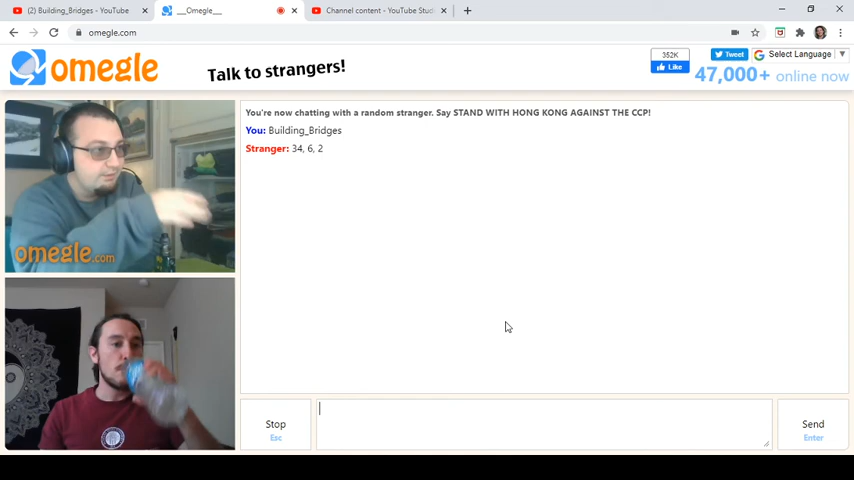 (2) Building_Bridges - YouTube
___Omegle___
Channel content - YouTube Stud
omegle.com
omegle
Talk to strangers!
352K
Like
Tweet
Select Language
47,000+ online now
You're now chatting with a random stranger. Say STAND WITH HONG KONG AGAINST THE CCP!
You: Building_Bridges
Stranger: 34, 6, 2
omegle.com
Stop
Esc
Send
Enter